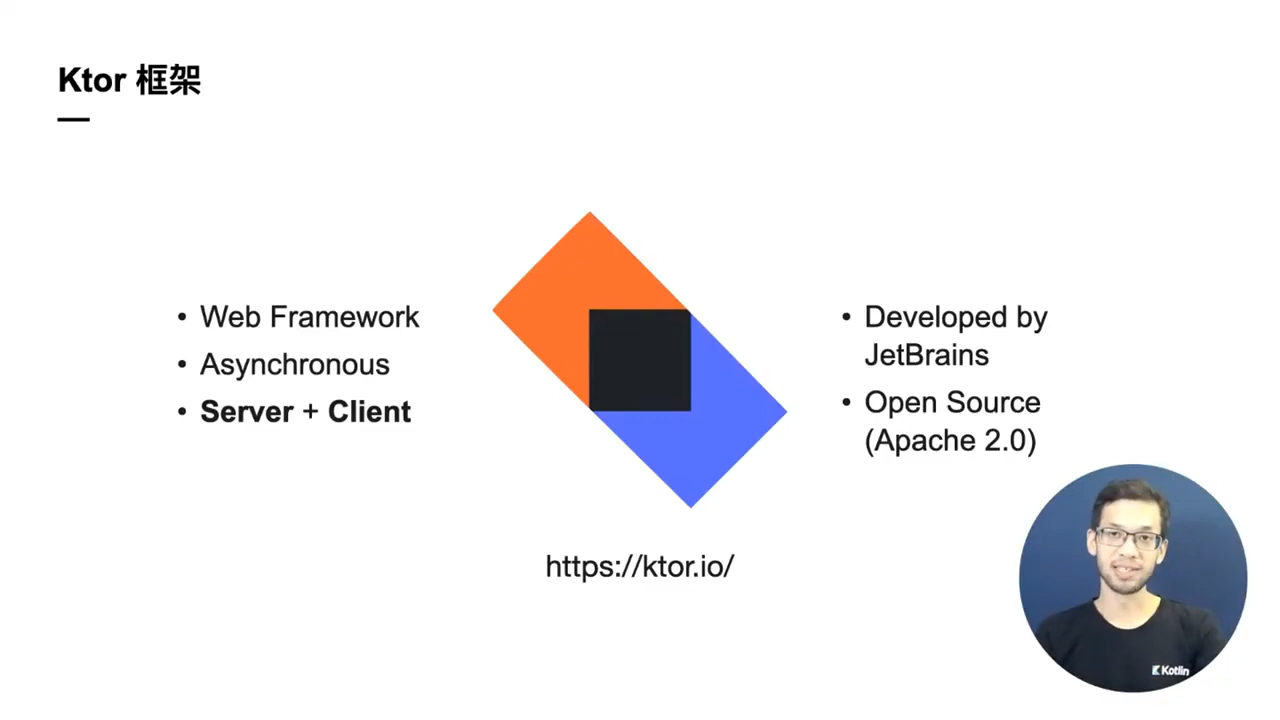 Ktor 框架
• Web Framework
• Asynchronous
• Server + Client
• Developed by
JetBrains
• Open Source
(Apache 2.0)
https://ktor.io/
Kotlin